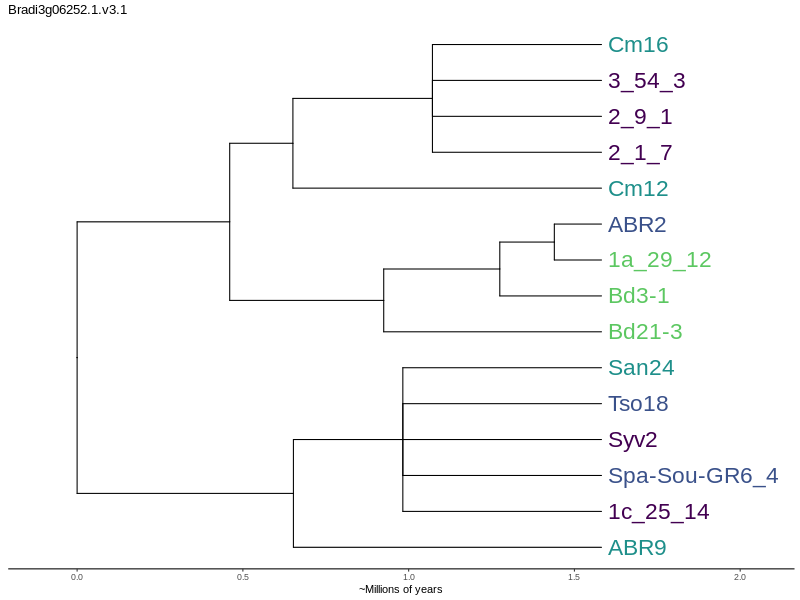 Bradi3g06252.1.v3.1
Cm16
3_54_3
2_9_1
2_1_7
Cm12
ABR2
1a_29_12
Bd3-1
Bd21-3
San24
Tso18
Syv2
Spa-Sou-GR6_4
1c_25_14
ABR9
0.0 0.5 1.0 1.5 2.0
~Millions of years